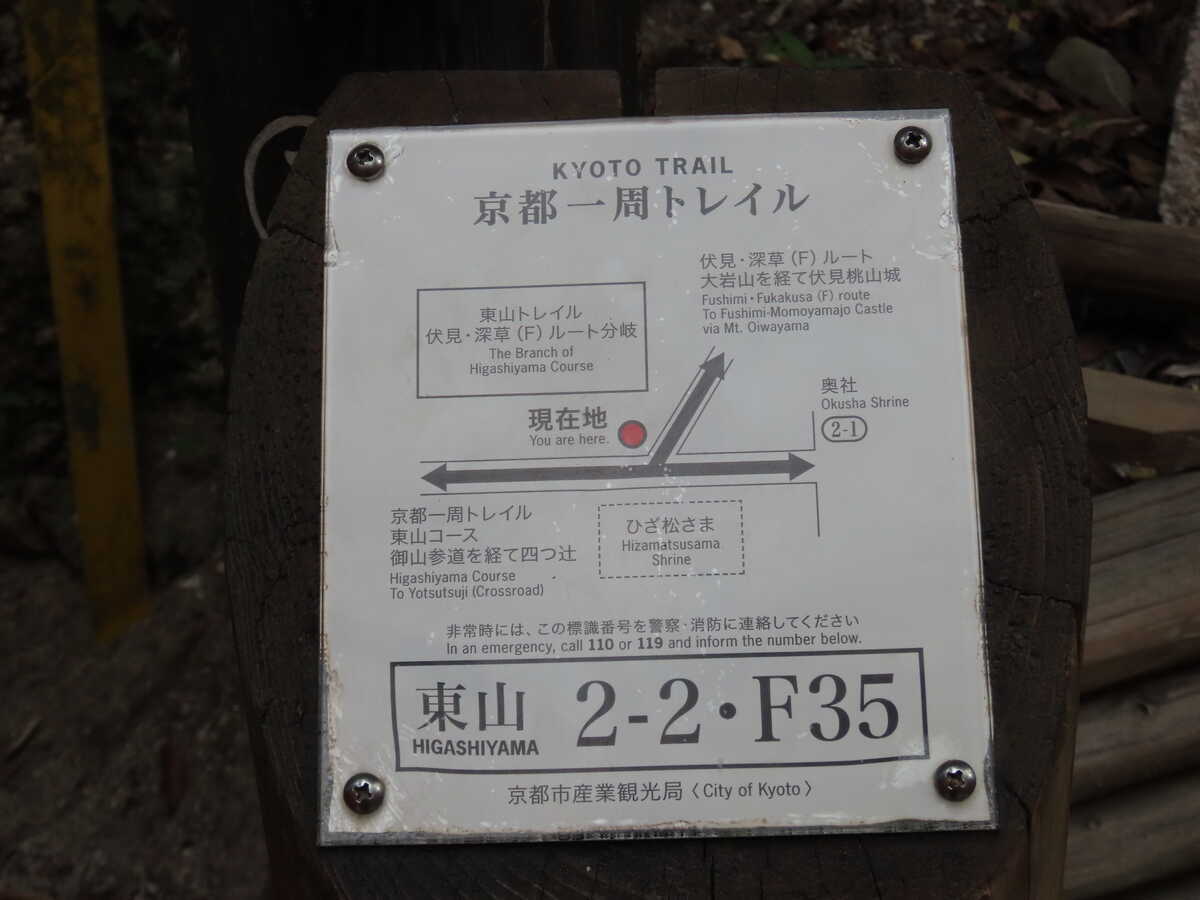 KYOTO TRAIL
京都一周トレイル
伏見・深草(F)ルート
大岩山を経て伏見桃山城
Fushimi・Fukakusa (F) route
To Fushimi-Momoyamajo Castle
via Mt. Oiwayama
東山トレイル
伏見・深草(F)ルート分岐
The Branch of
Higashiyama Course
奥社
Okusha Shrine
2-1
現在地
You are here.
京都一周トレイル
東山コース
御山参道を経て四つ辻
Higashiyama Course
To Yotsutsuji (Crossroad)
ひざ松さま
Hizamatsusama
Shrine
非常時には、この標識番号を警察・消防に連絡してください
In an emergency, call 110 or 119 and inform the number below.
東山
HIGASHIYAMA
2-2・F35
京都市産業観光局〈City of Kyoto〉